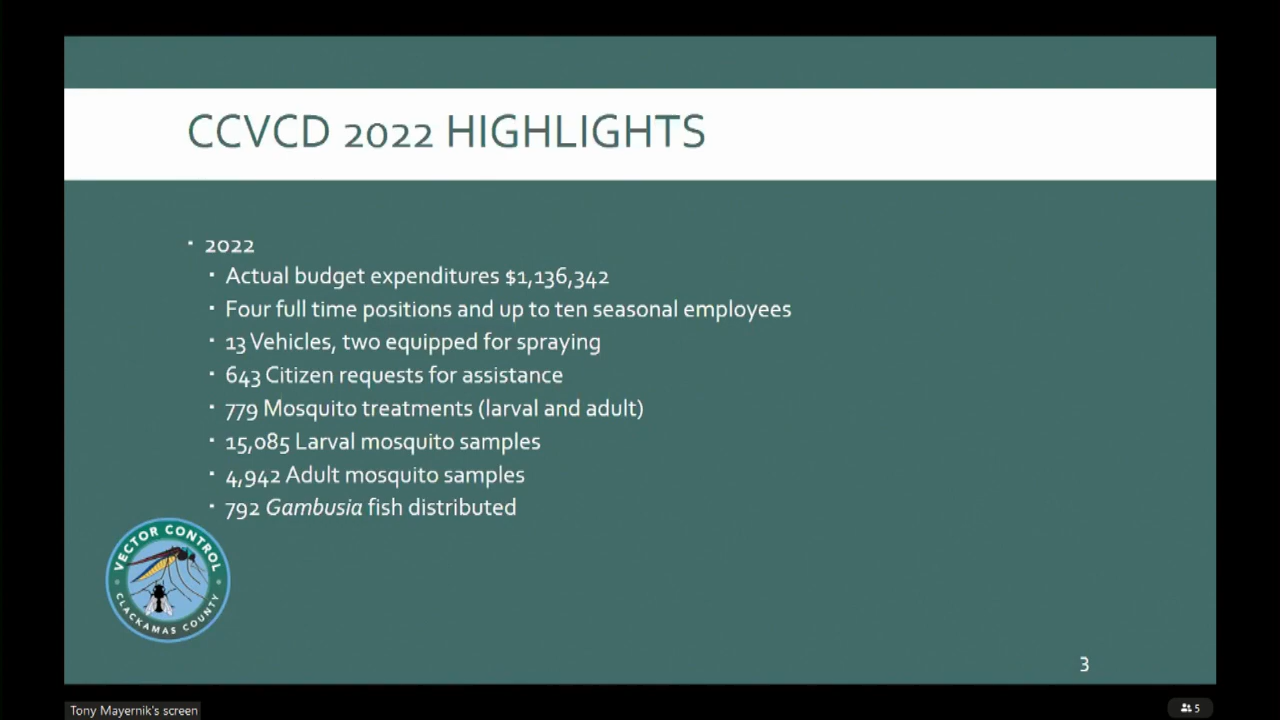 CCVCD 2022 HIGHLIGHTS
▪ 2022
▪ Actual budget expenditures $1,136,342
▪ Four full time positions and up to ten seasonal employees
▪ 13 Vehicles, two equipped for spraying
▪ 643 Citizen requests for assistance
▪ 779 Mosquito treatments (larval and adult)
▪ 15,085 Larval mosquito samples
▪ 4,942 Adult mosquito samples
▪ 792 Gambusia fish distributed
VECTOR CONTROL
CLACKAMAS COUNTY
3
Tony Mayernik's screen
5